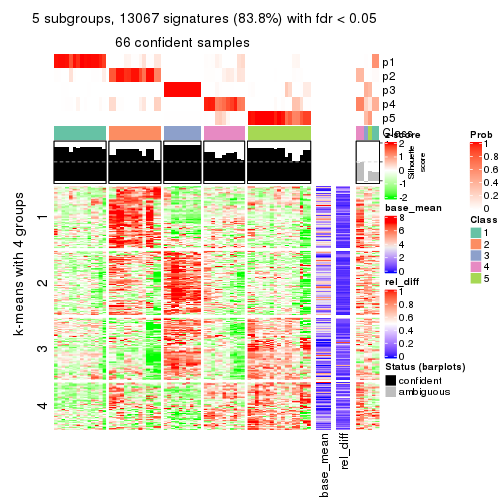 5 subgroups, 13067 signatures (83.8%) with fdr < 0.05
66 confident samples
p1
p2
p3
p4
p5
Class
z-score
2
1
0
-1
-2
Silhouette
score
Prob
1
0.8
0.6
0.4
0.2
0
Class
1
2
3
4
5
base_mean
8
6
4
2
0
rel_diff
1
0.8
0.6
0.4
0.2
0
Status (barplots)
confident
ambiguous
k-means with 4 groups
1
2
3
4
base_mean
rel_diff